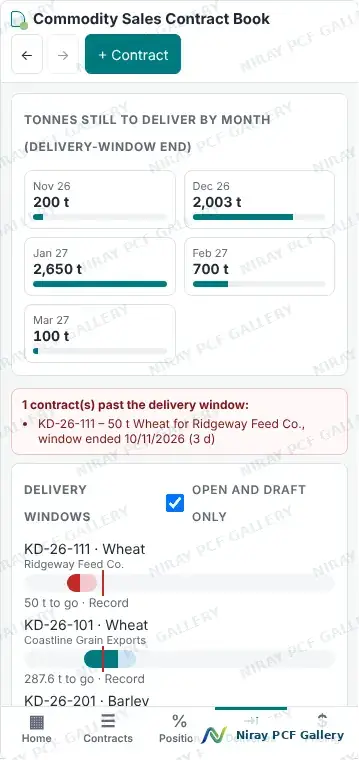 Commodity Sales Contract Book
← → + Contract
TONNES STILL TO DELIVER BY MONTH
(DELIVERY-WINDOW END)
Nov 26
200 t
Dec 26
2,003 t
Jan 27
2,650 t
Feb 27
700 t
Mar 27
100 t
1 contract(s) past the delivery window:
• KD-26-111 – 50 t Wheat for Ridgeway Feed Co.,
window ended 10/11/2026 (3 d)
DELIVERY
WINDOWS
OPEN AND DRAFT
ONLY
KD-26-111 · Wheat
Ridgeway Feed Co.
50 t to go · Record
KD-26-101 · Wheat
Coastline Grain Exports
287.6 t to go · Record
KD-26-201 · Barley
Home
Contracts
%
$
Niray PCF Gallery
NIRAY PCF GALLERY